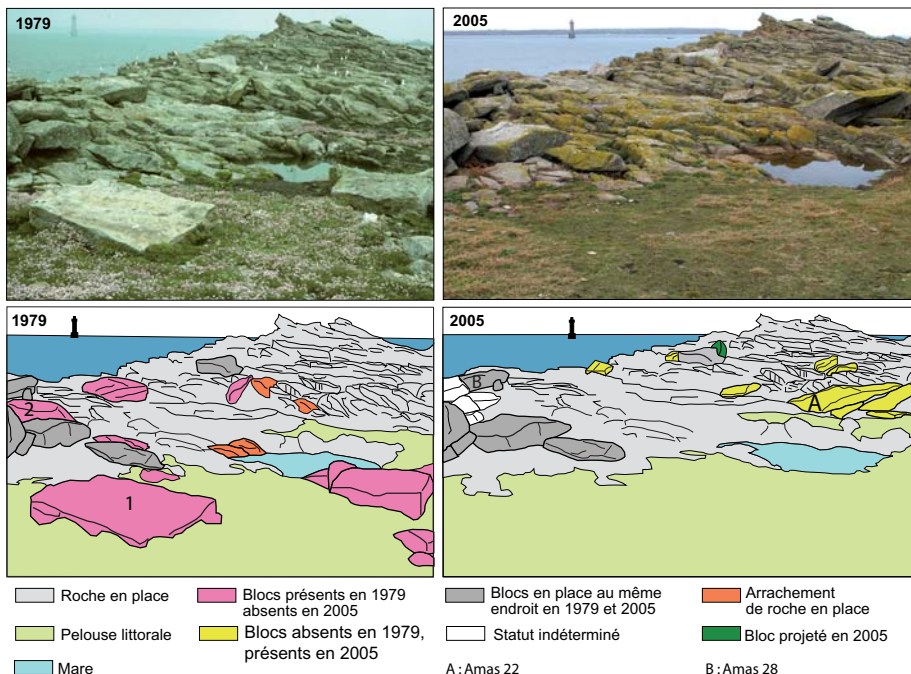 1979
2005
1979
2
1
2005
B
A
Roche en place
Blocs présents en 1979
absents en 2005
Blocs en place au même
endroit en 1979 et 2005
Arrachement
de roche en place
Pelouse littorale
Blocs absents en 1979,
présents en 2005
Statut indéterminé
Bloc projeté en 2005
Mare
A : Amas 22
B : Amas 28